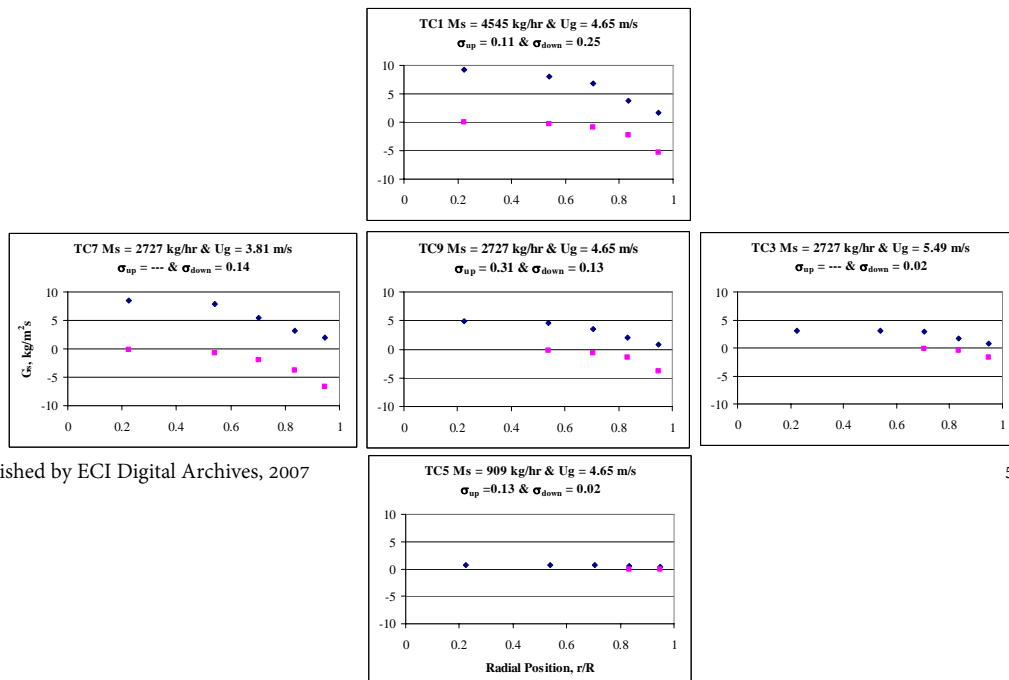 TC1 Ms = 4545 kg/hr & Ug = 4.65 m/s
σup = 0.11 & σdown = 0.25
10
5
0
-5
-10
0 0.2 0.4 0.6 0.8 1
TC7 Ms = 2727 kg/hr & Ug = 3.81 m/s
σup = --- & σdown = 0.14
Gs, kg/m²s
10
5
0
-5
-10
0 0.2 0.4 0.6 0.8 1
TC9 Ms = 2727 kg/hr & Ug = 4.65 m/s
σup = 0.31 & σdown = 0.13
10
5
0
-5
-10
0 0.2 0.4 0.6 0.8 1
TC3 Ms = 2727 kg/hr & Ug = 5.49 m/s
σup = --- & σdown = 0.02
10
5
0
-5
-10
0 0.2 0.4 0.6 0.8 1
ished by ECI Digital Archives, 2007
5
TC5 Ms = 909 kg/hr & Ug = 4.65 m/s
σup =0.13 & σdown = 0.02
10
5
0
-5
-10
0 0.2 0.4 0.6 0.8 1
Radial Position, r/R